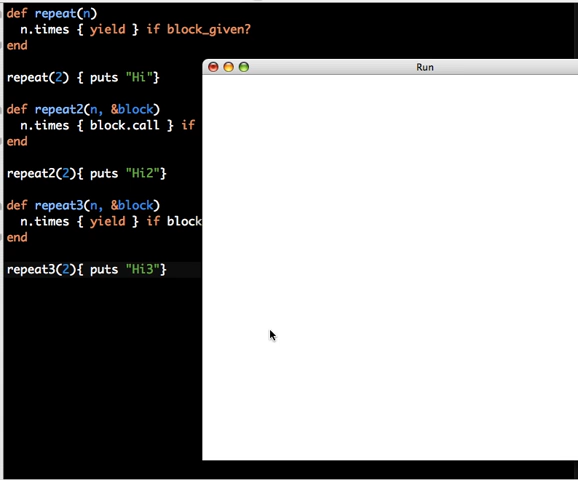 def repeat(n)
n.times { yield } if block_given?
end
repeat(2) { puts "Hi"}
Run
def repeat2(n, &block)
n.times { block.call } if
end
repeat2(2){ puts "Hi2"}
def repeat3(n, &block)
n.times { yield } if block
end
repeat3(2){ puts "Hi3"}